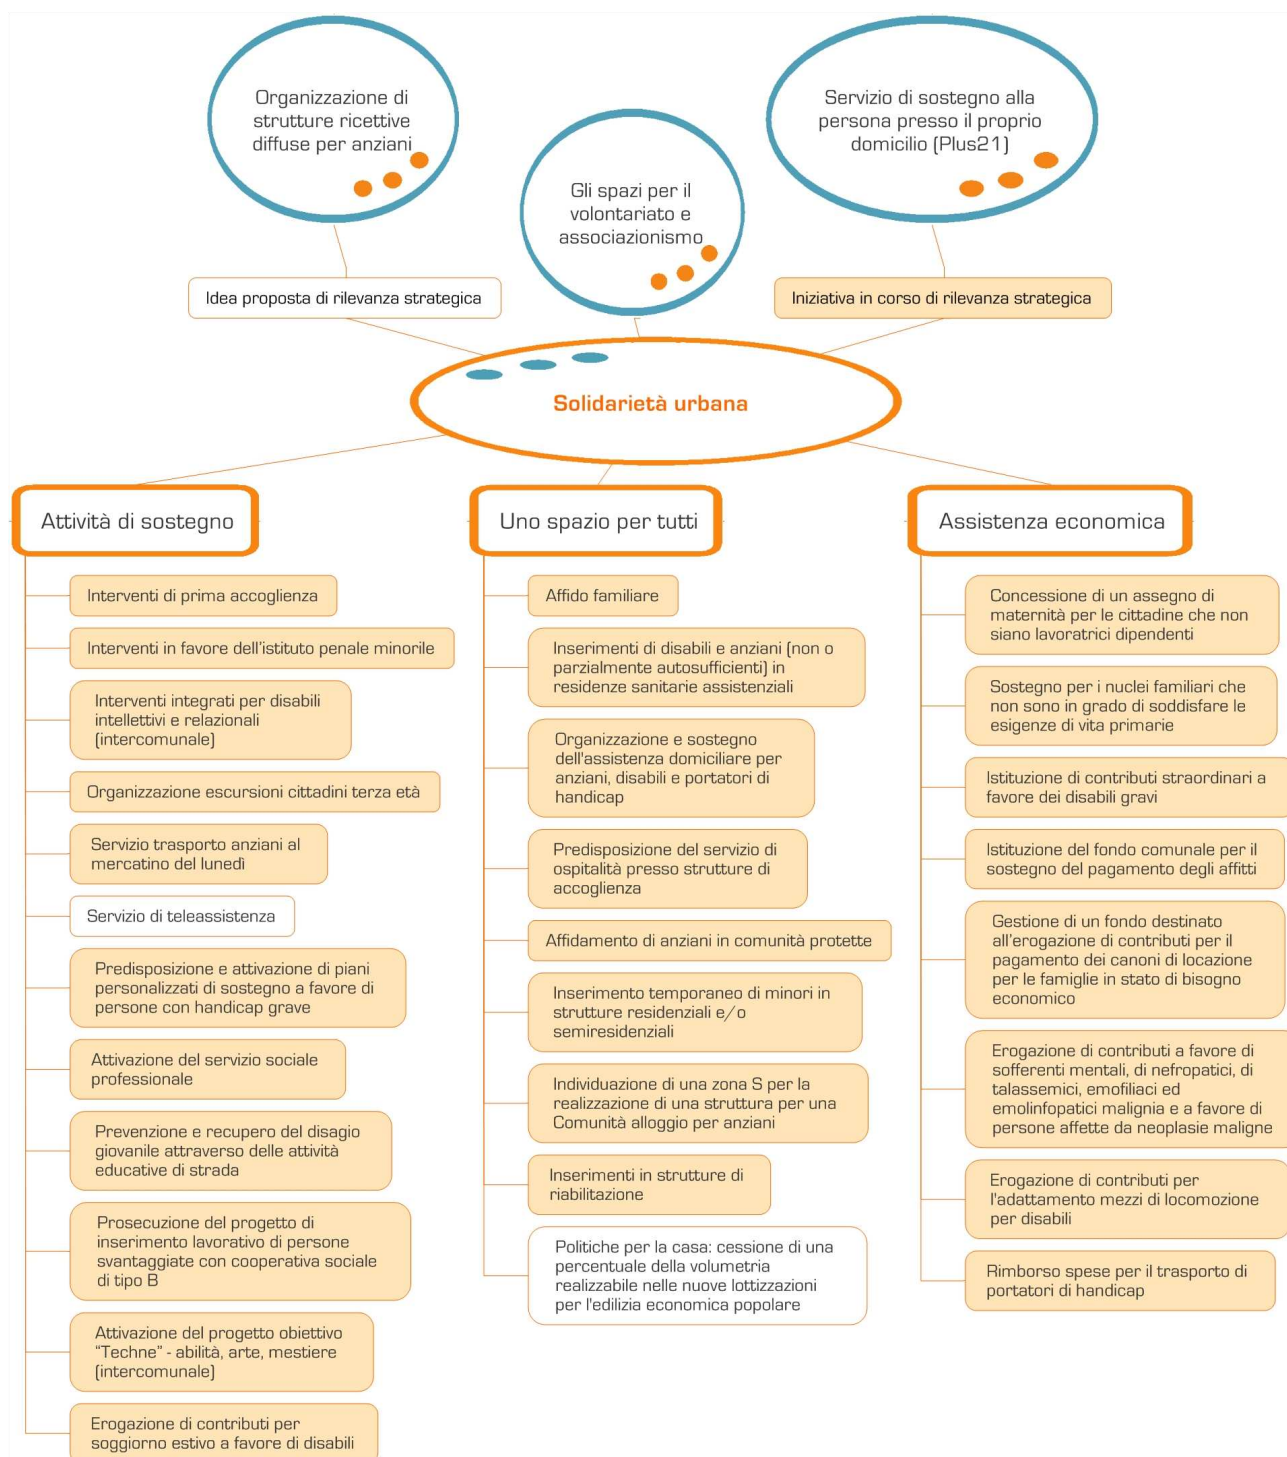 Organizzazione di
strutture ricettive
diffuse per anziani
Gli spazi per il
volontariato e
associazionismo
Servizio di sostegno alla
persona presso il proprio
domicilio (Plus21)
Idea proposta di rilevanza strategica
Iniziativa in corso di rilevanza strategica
Solidarietà urbana
Attività di sostegno
Interventi di prima accoglienza
Interventi in favore dell'istituto penale minorile
Interventi integrati per disabili
intellettivi e relazionali
(intercomunale)
Organizzazione escursioni cittadini terza età
Servizio trasporto anziani al
mercatino del lunedì
Servizio di teleassistenza
Predisposizione e attivazione di piani
personalizzati di sostegno a favore di
persone con handicap grave
Attivazione del servizio sociale
professionale
Prevenzione e recupero del disagio
giovanile attraverso delle attività
educative di strada
Prosecuzione del progetto di
inserimento lavorativo di persone
svantaggiate con cooperativa sociale
di tipo B
Attivazione del progetto obiettivo
"Techne" - abilità, arte, mestiere
(intercomunale)
Erogazione di contributi per
soggiorno estivo a favore di disabili
Uno spazio per tutti
Affido familiare
Inserimenti di disabili e anziani (non o
parzialmente autosufficienti) in
residenze sanitarie assistenziali
Organizzazione e sostegno
dell'assistenza domiciliare per
anziani, disabili e portatori di
handicap
Predisposizione del servizio di
ospitalità presso strutture di
accoglienza
Affidamento di anziani in comunità protette
Inserimento temporaneo di minori in
strutture residenziali e/o
semiresidenziali
Individuazione di una zona S per la
realizzazione di una struttura per una
Comunità alloggio per anziani
Inserimenti in strutture di
riabilitazione
Politiche per la casa: cessione di una
percentuale della volumetria
realizzabile nelle nuove lottizzazioni
per l'edilizia economica popolare
Assistenza economica
Concessione di un assegno di
maternità per le cittadine che non
siano lavoratrici dipendenti
Sostegno per i nuclei familiari che
non sono in grado di soddisfare le
esigenze di vita primarie
Istituzione di contributi straordinari a
favore dei disabili gravi
Istituzione del fondo comunale per il
sostegno del pagamento degli affitti
Gestione di un fondo destinato
all'erogazione di contributi per il
pagamento dei canoni di locazione
per le famiglie in stato di bisogno
economico
Erogazione di contributi a favore di
sofferenti mentali, di nefropatici, di
talassemici, emofiliaci ed
emolinfopatici malignia e a favore di
persone affette da neoplasie maligne
Erogazione di contributi per
l'adattamento mezzi di locomozione
per disabili
Rimborso spese per il trasporto di
portatori di handicap